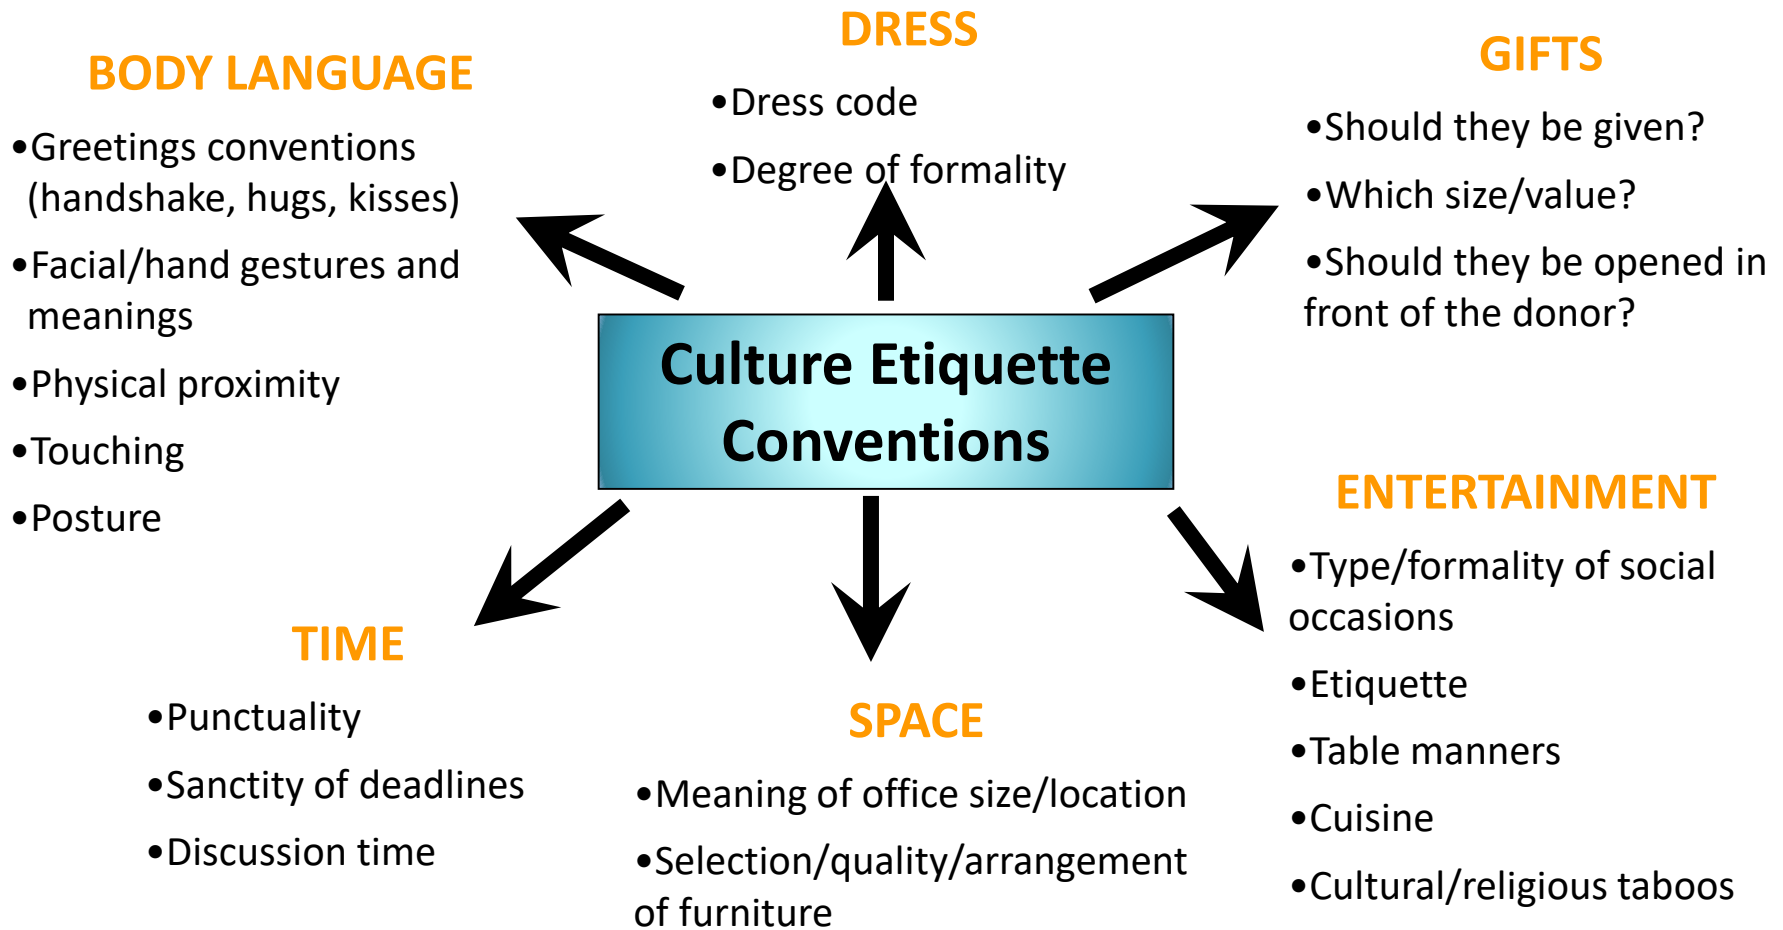 BODY LANGUAGE
•Greetings conventions
(handshake, hugs, kisses)
•Facial/hand gestures and
meanings
•Physical proximity
•Touching
•Posture
DRESS
•Dress code
•Degree of formality
GIFTS
•Should they be given?
•Which size/value?
•Should they be opened in
front of the donor?
Culture Etiquette
Conventions
TIME
•Punctuality
•Sanctity of deadlines
•Discussion time
SPACE
•Meaning of office size/location
•Selection/quality/arrangement
of furniture
ENTERTAINMENT
•Type/formality of social
occasions
•Etiquette
•Table manners
•Cuisine
•Cultural/religious taboos